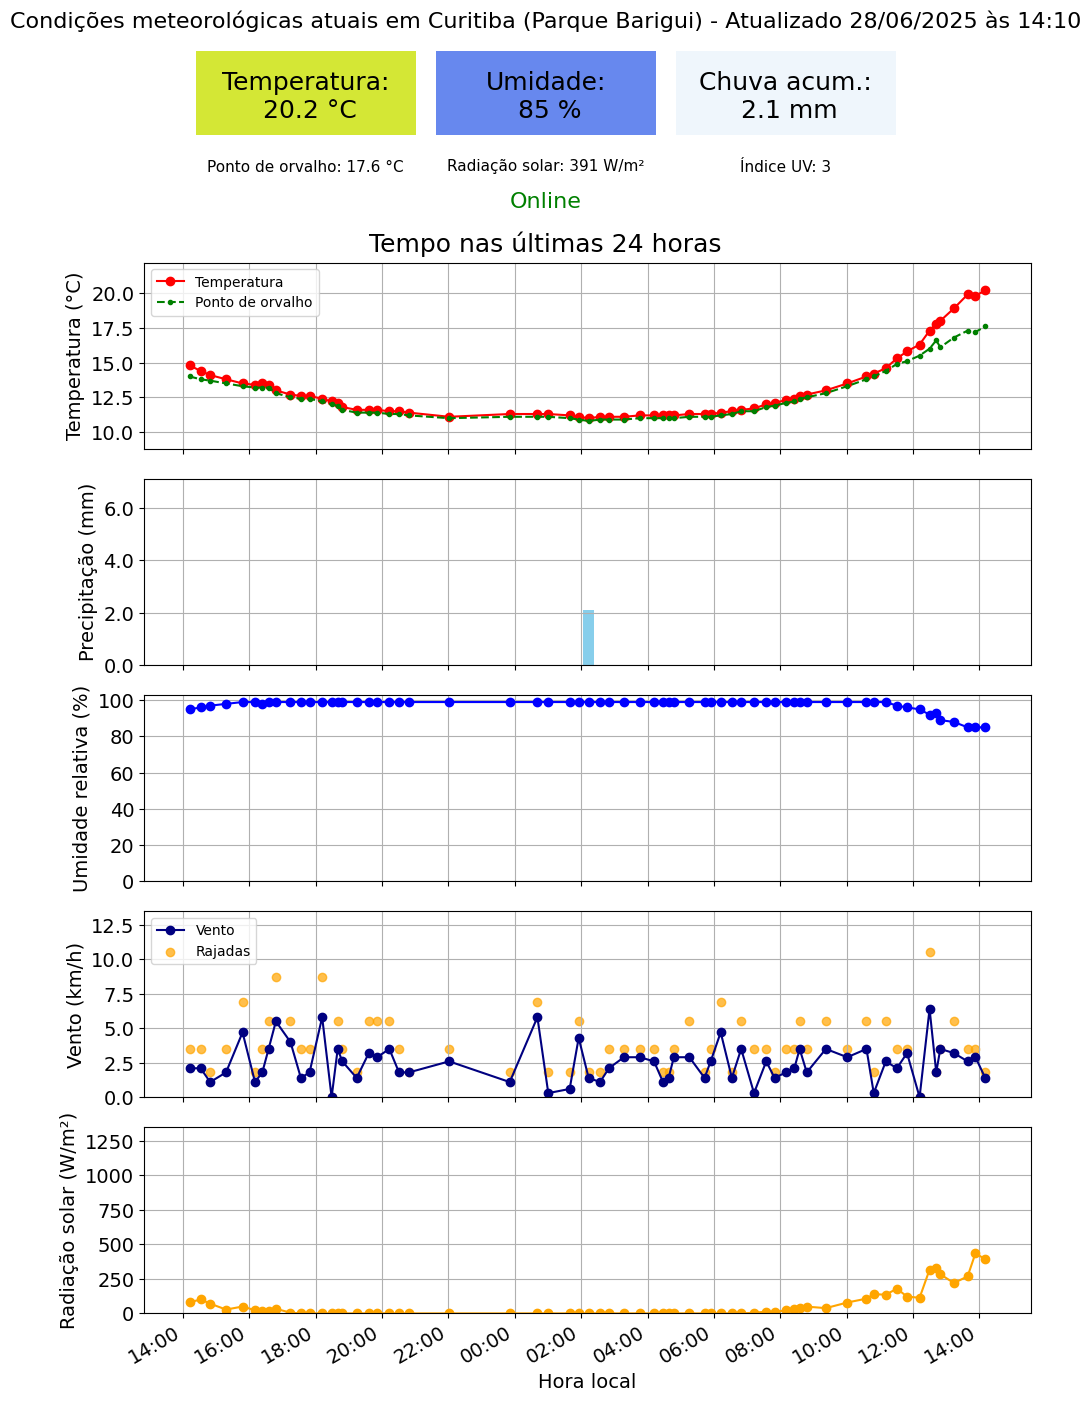 Condições meteorológicas atuais em Curitiba (Parque Barigui) - Atualizado 28/06/2025 às 14:10
Temperatura:
20.2 °C
Umidade:
85 %
Chuva acum.:
2.1 mm
Ponto de orvalho: 17.6 °C
Radiação solar: 391 W/m²
Índice UV: 3
Online
Tempo nas últimas 24 horas
Temperatura (°C)
20.0
17.5
15.0
12.5
10.0
Temperatura
Ponto de orvalho
Precipitação (mm)
6.0
4.0
2.0
0.0
Umidade relativa (%)
100
80
60
40
20
0
Vento (km/h)
12.5
10.0
7.5
5.0
2.5
0.0
Vento
Rajadas
Radiação solar (W/m²)
1250
1000
750
500
250
0
14:00
16:00
18:00
20:00
22:00
00:00
02:00
04:00
06:00
08:00
10:00
12:00
14:00
Hora local